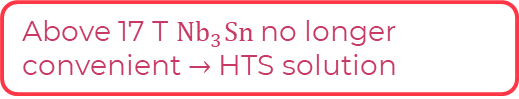 Above 17 T Nb₃Sn no longer
convenient → HTS solution